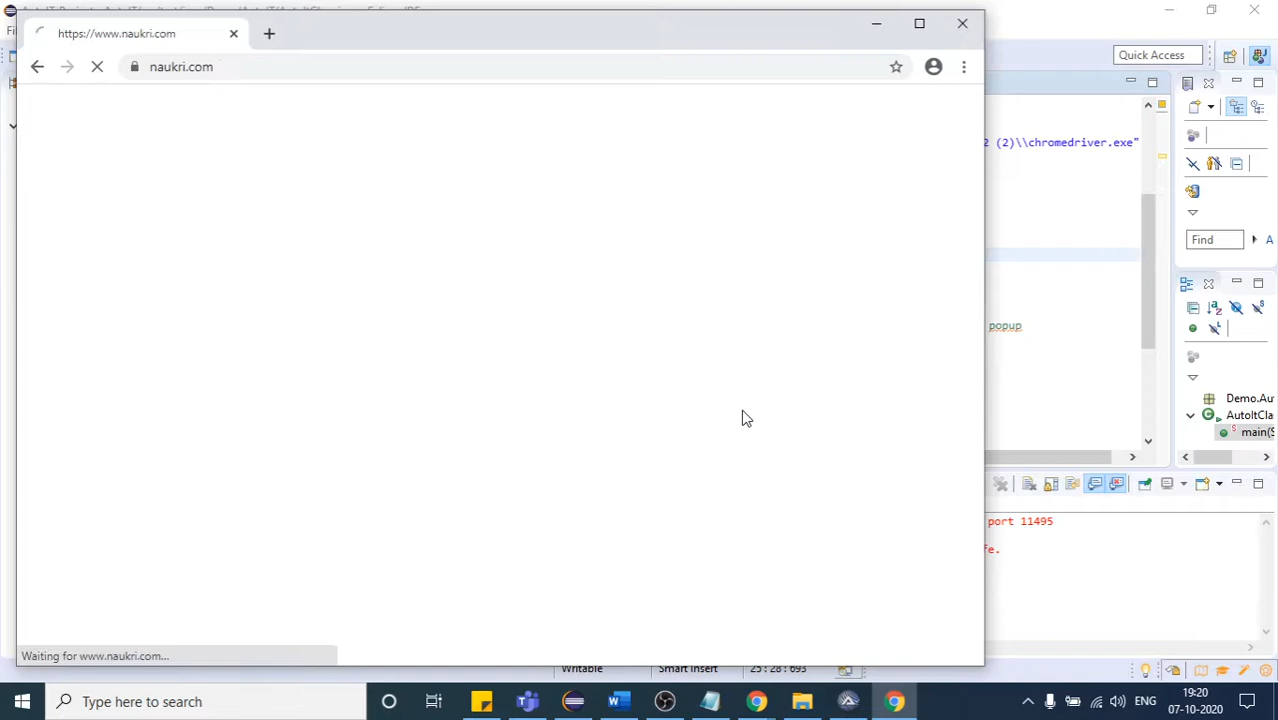 https://www.naukri.com
naukri.com
Quick Access
2 (2)\\chromedriver.exe"
Find
A
popup
Demo.Au
AutoItCla
main(S
port 11495
fe.
Waiting for www.naukri.com...
Writable
Smart Insert
25 : 28 : 693
Type here to search
ENG
19:20
07-10-2020